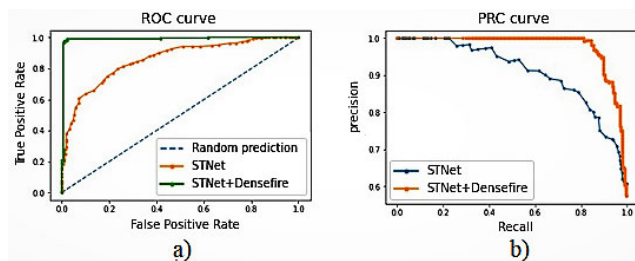 ROC curve
1.0
0.8
0.6
0.4
0.2
0.0
True Positive Rate
Random prediction
STNet
STNet+Densefire
0.0 0.2 0.4 0.6 0.8 1.0
False Positive Rate
a)
PRC curve
1.0
0.9
0.8
0.7
0.6
precision
STNet
STNet+Densefire
0.0 0.2 0.4 0.6 0.8 1.0
Recall
b)